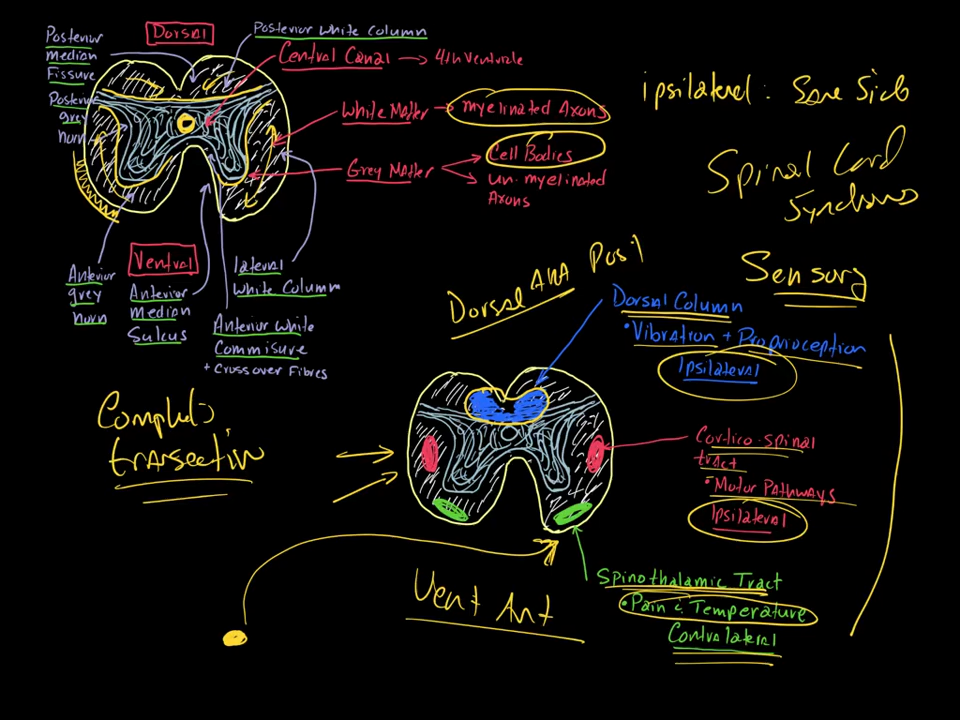 Dorsal
Posterior
median
Fissure
Posterior white column
Central Canal → 4th Ventricle
Posterior
grey
horn
White Matter → myelinated Axons
Grey Matter → Cell Bodies
un-myelinated
Axons
Ventral
Anterior
grey
horn
Anterior
median
Sulcus
lateral
White Column
Anterior White
Commisure
+ Crossover Fibres
ipsilateral : Same Side
Spinal Cord
Syndromes
Sensory
Dorsal AKA Post
Dorsal Column
• Vibration + Proprioception
Ipsilateral
Complete
transection
Cortico-spinal
tract
• Motor Pathways
Ipsilateral
Spinothalamic Tract
• Pain & Temperature
Contralateral
Vent Ant